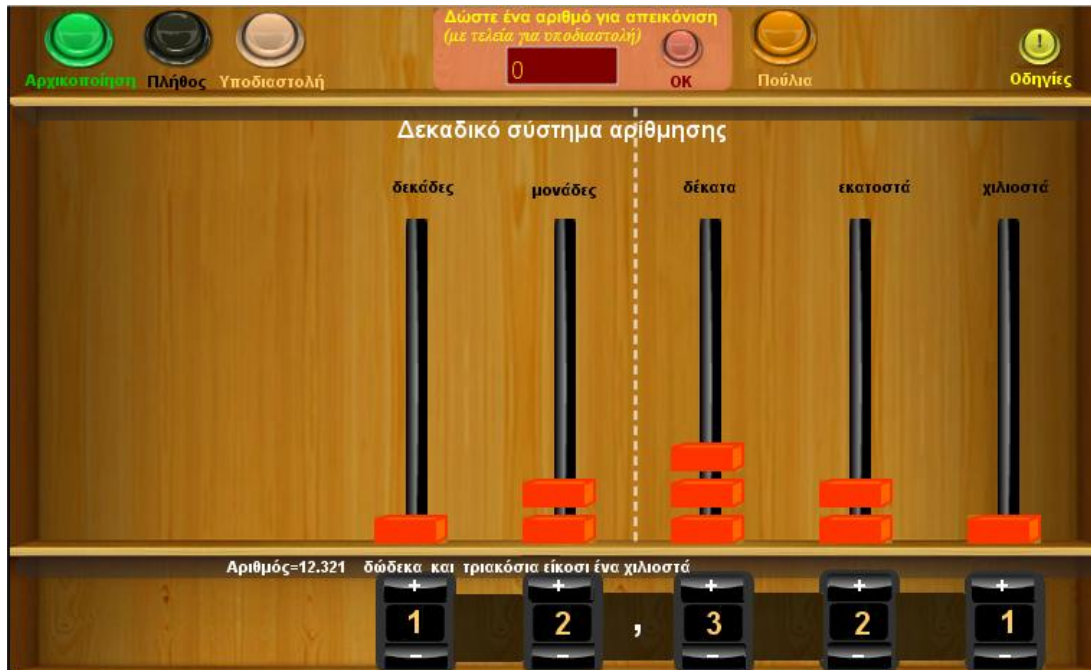 Δώστε ένα αριθμό για απεικόνιση
(με τελεία για υποδιαστολή)
0
OK
Αρχικοποίηση Πλήθος Υποδιαστολή
Πούλια
!
Οδηγίες
Δεκαδικό σύστημα αρίθμησης
δεκάδες μονάδες δέκατα εκατοστά χιλιοστά
Αριθμός=12.321 δώδεκα και τριακόσια είκοσι ένα χιλιοστά
+ + + + +
1 2 , 3 2 1
- - - - -